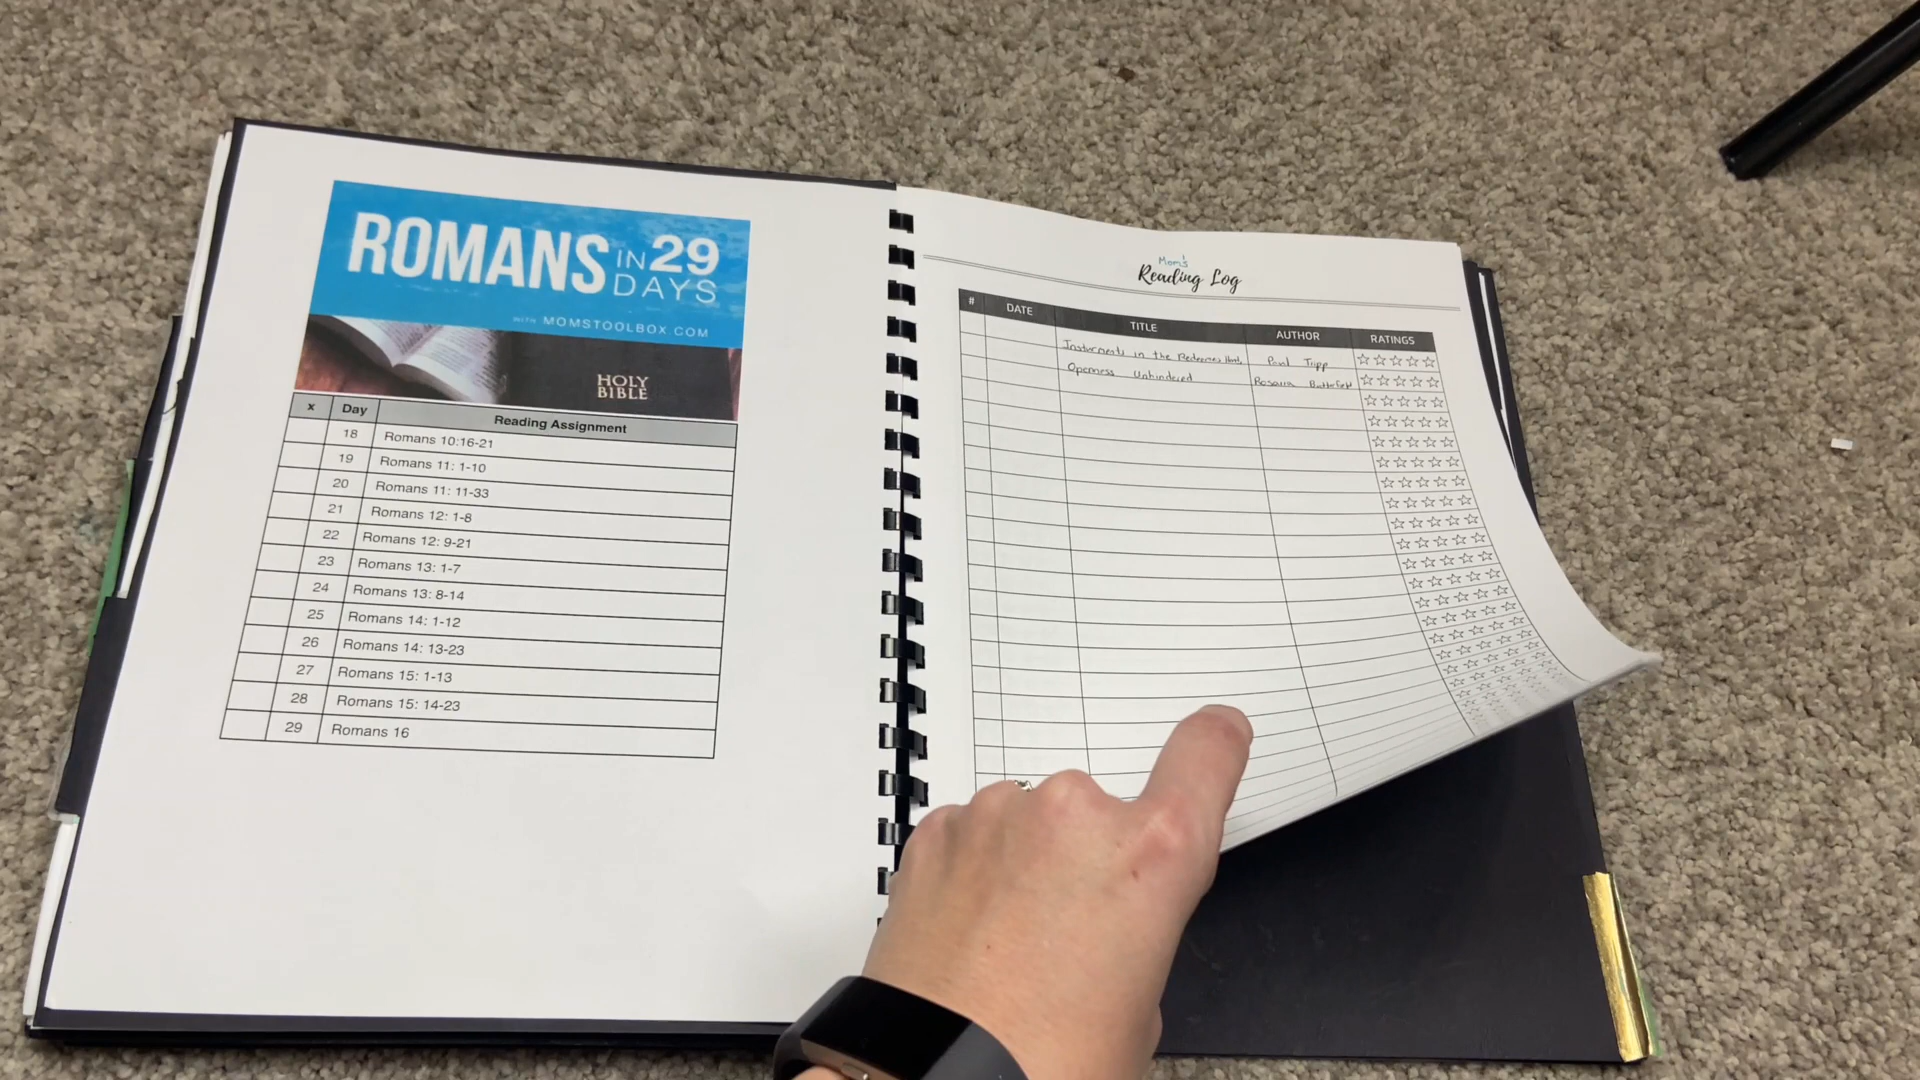 ROMANS IN 29 DAYS
WITH MOMSTOOLBOX.COM
HOLY
BIBLE
x Day Reading Assignment
18 Romans 10:16-21
19 Romans 11: 1-10
20 Romans 11: 11-33
21 Romans 12: 1-8
22 Romans 12: 9-21
23 Romans 13: 1-7
24 Romans 13: 8-14
25 Romans 14: 1-12
26 Romans 14: 13-23
27 Romans 15: 1-13
28 Romans 15: 14-23
29 Romans 16
Mom's
Reading Log
# DATE TITLE AUTHOR RATINGS
in the Paul Tripp
Openness Unhindered Rosaria